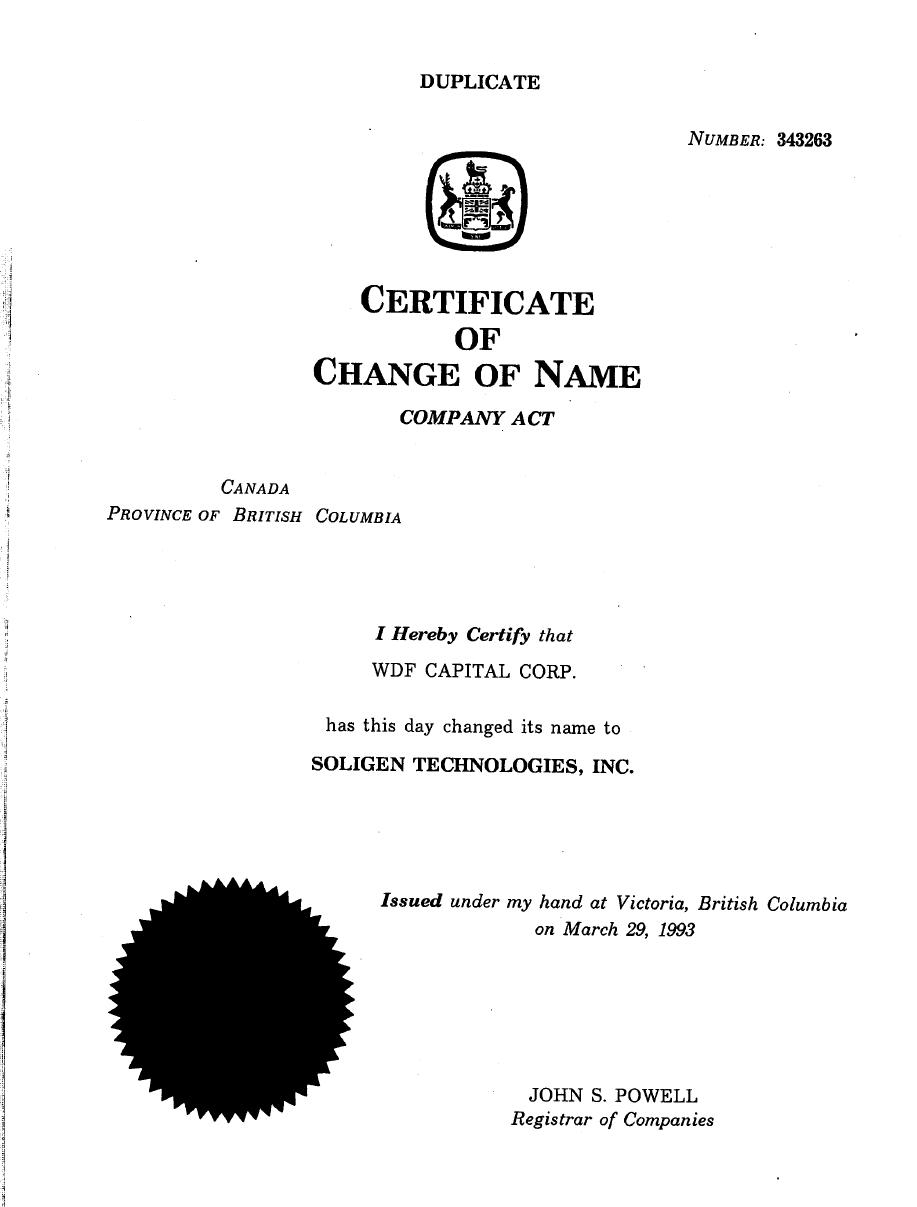 DUPLICATE
NUMBER: 343263
CERTIFICATE
OF
CHANGE OF NAME
COMPANY ACT
CANADA
PROVINCE OF BRITISH COLUMBIA
I Hereby Certify that
WDF CAPITAL CORP.
has this day changed its name to
SOLIGEN TECHNOLOGIES, INC.
Issued under my hand at Victoria, British Columbia
on March 29, 1993
JOHN S. POWELL
Registrar of Companies